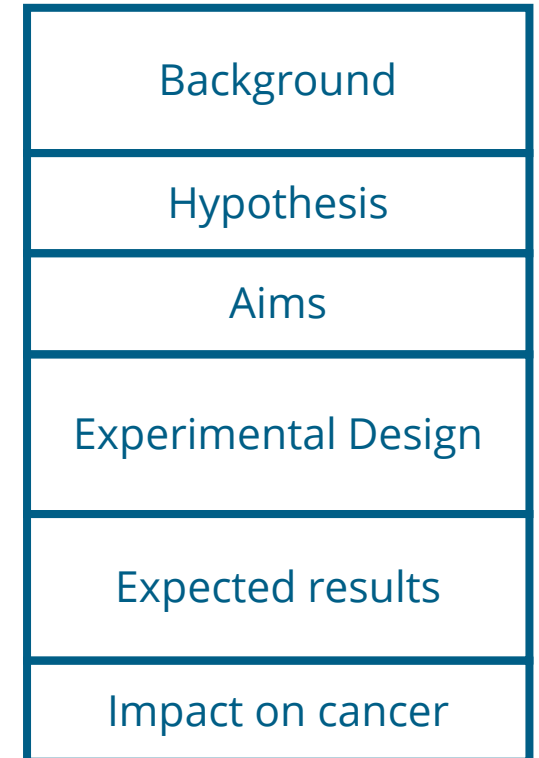 Background
Hypothesis
Aims
Experimental Design
Expected results
Impact on cancer